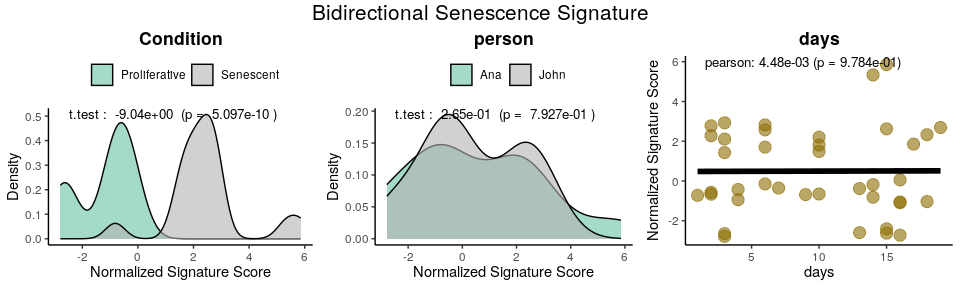 Bidirectional Senescence Signature
Condition
Proliferative Senescent
t.test : -9.04e+00 (p = 5.097e-10 )
Density
0.5
0.4
0.3
0.2
0.1
0.0
-2 0 2 4 6
Normalized Signature Score
person
Ana John
t.test : 2.65e-01 (p = 7.927e-01 )
Density
0.20
0.15
0.10
0.05
0.00
-2 0 2 4 6
Normalized Signature Score
days
pearson: 4.48e-03 (p = 9.784e-01)
Normalized Signature Score
6
4
2
0
-2
5 10 15
days